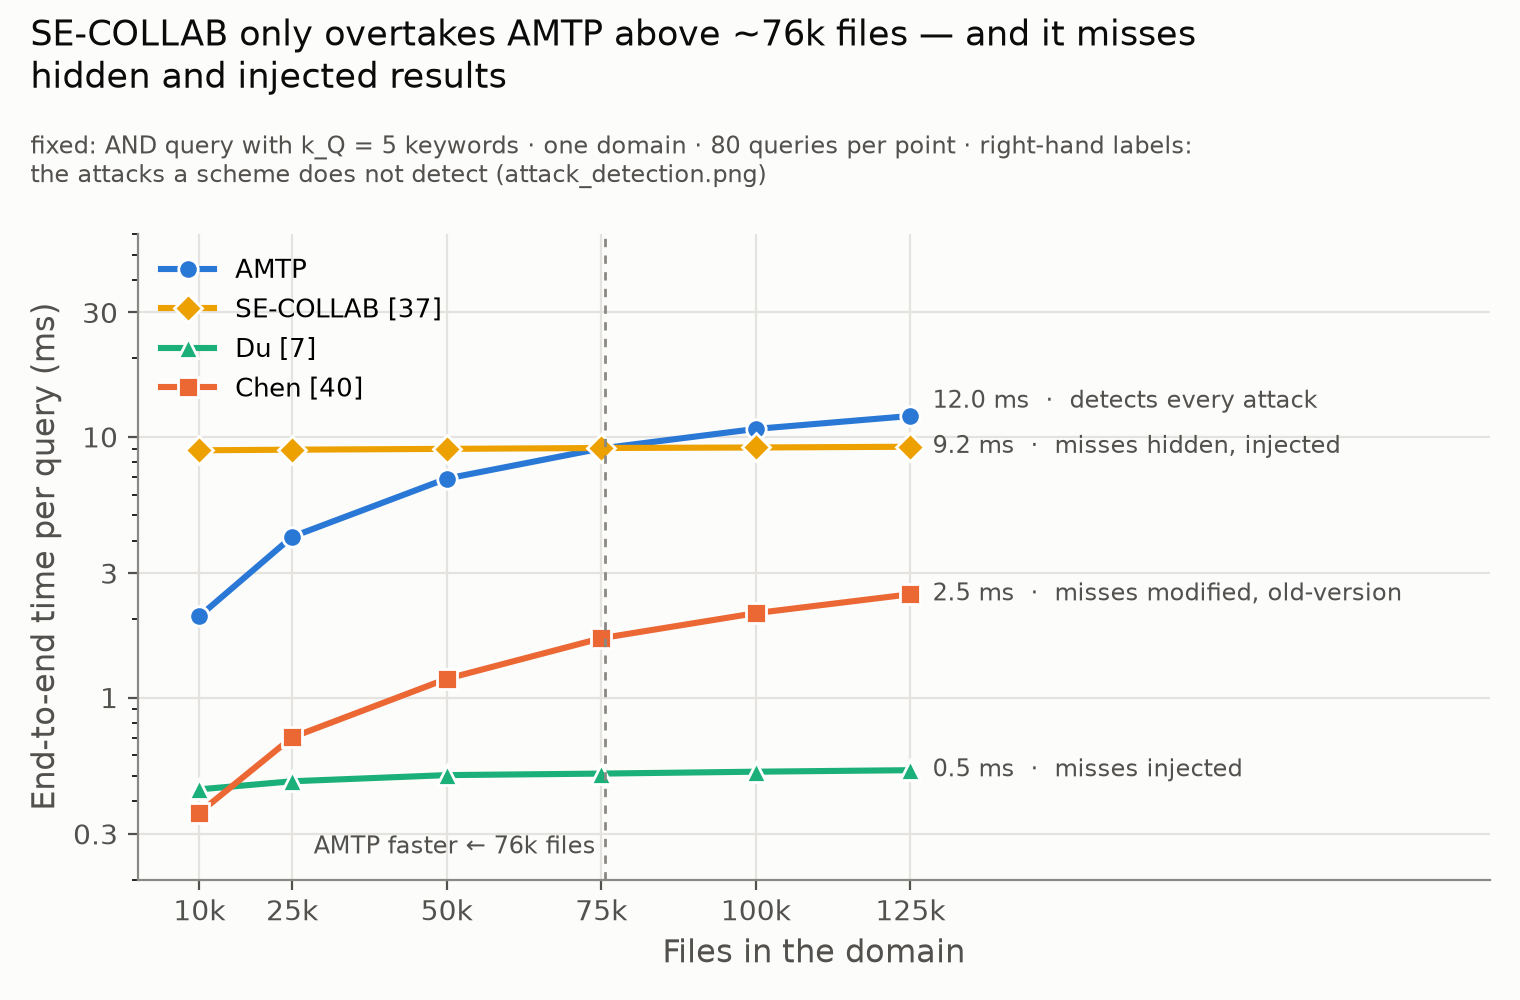 SE-COLLAB only overtakes AMTP above ~76k files — and it misses
hidden and injected results
fixed: AND query with k_Q = 5 keywords · one domain · 80 queries per point · right-hand labels:
the attacks a scheme does not detect (attack_detection.png)
AMTP
SE-COLLAB [37]
Du [7]
Chen [40]
End-to-end time per query (ms)
30
10
3
1
0.3
12.0 ms · detects every attack
9.2 ms · misses hidden, injected
2.5 ms · misses modified, old-version
0.5 ms · misses injected
AMTP faster ← 76k files
10k 25k 50k 75k 100k 125k
Files in the domain